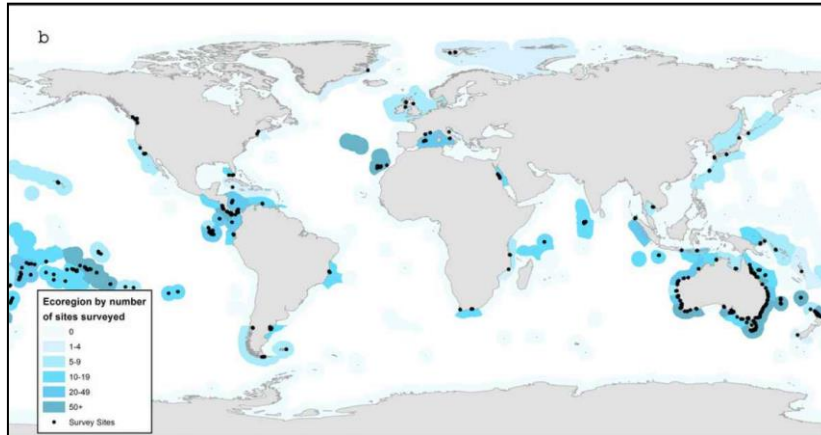 b
Ecoregion by number
of sites surveyed
0
1-4
5-9
10-19
20-49
50+
Survey Sites